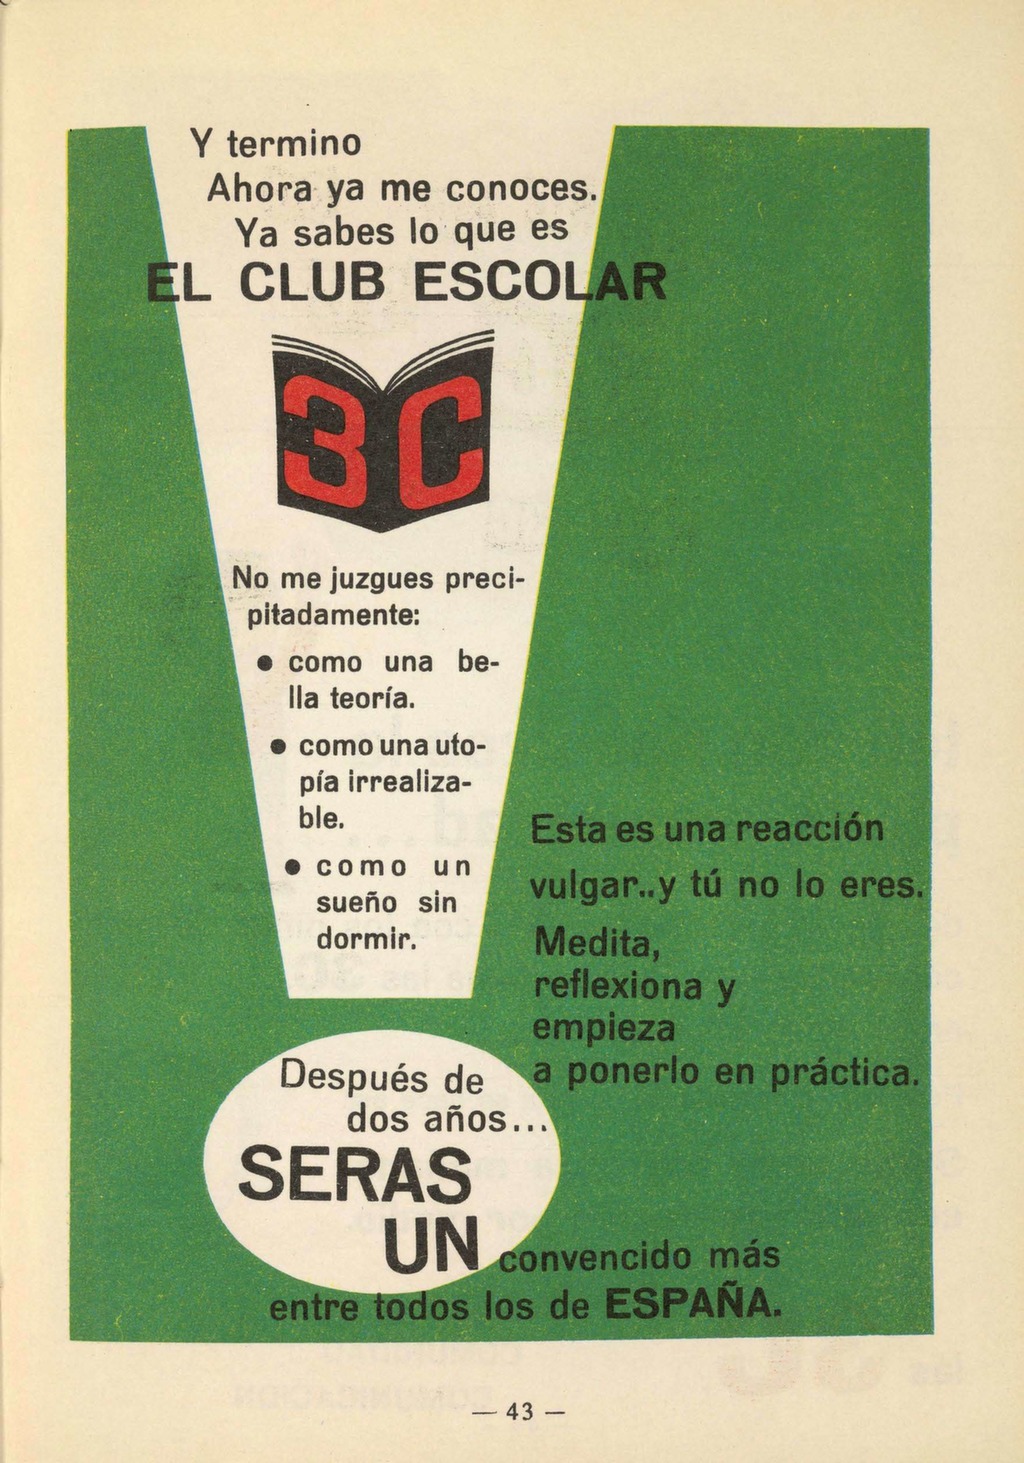 Y termino
Ahora ya me conoces.
Ya sabes lo que es
EL CLUB ESCOLAR
3C
No me juzgues preci-
pitadamente:
• como una be-
lla teoría.
• como una uto-
pía irrealiza-
ble.
• como un
sueño sin
dormir.
Esta es una reacción
vulgar..y tú no lo eres.
Medita,
reflexiona y
empieza
a ponerlo en práctica.
Después de
dos años...
SERAS
UN convencido más
entre todos los de ESPAÑA.
— 43 —